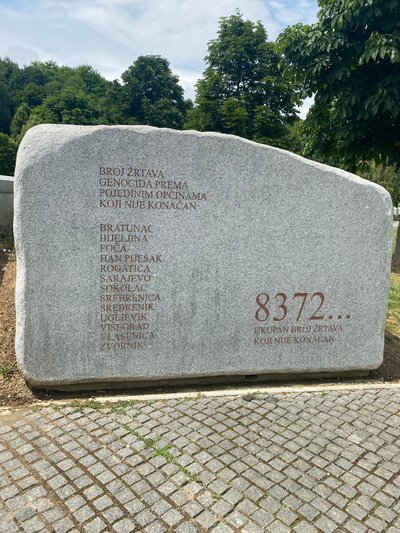 BROJ ŽRTAVA
GENOCIDA PREMA
POJEDINIM OPĆINAMA
KOJI NIJE KONAČAN
BRATUNAC
BIJELJINA
FOČA
HAN PIJESAK
ROGATICA
SARAJEVO
SOKOLAC
SREBRENICA
SREBRENIK
UGLJEVIK
VIŠEGRAD
VLASENICA
ZVORNIK
8372...
UKUPAN BROJ ŽRTAVA
KOJI NIJE KONAČAN